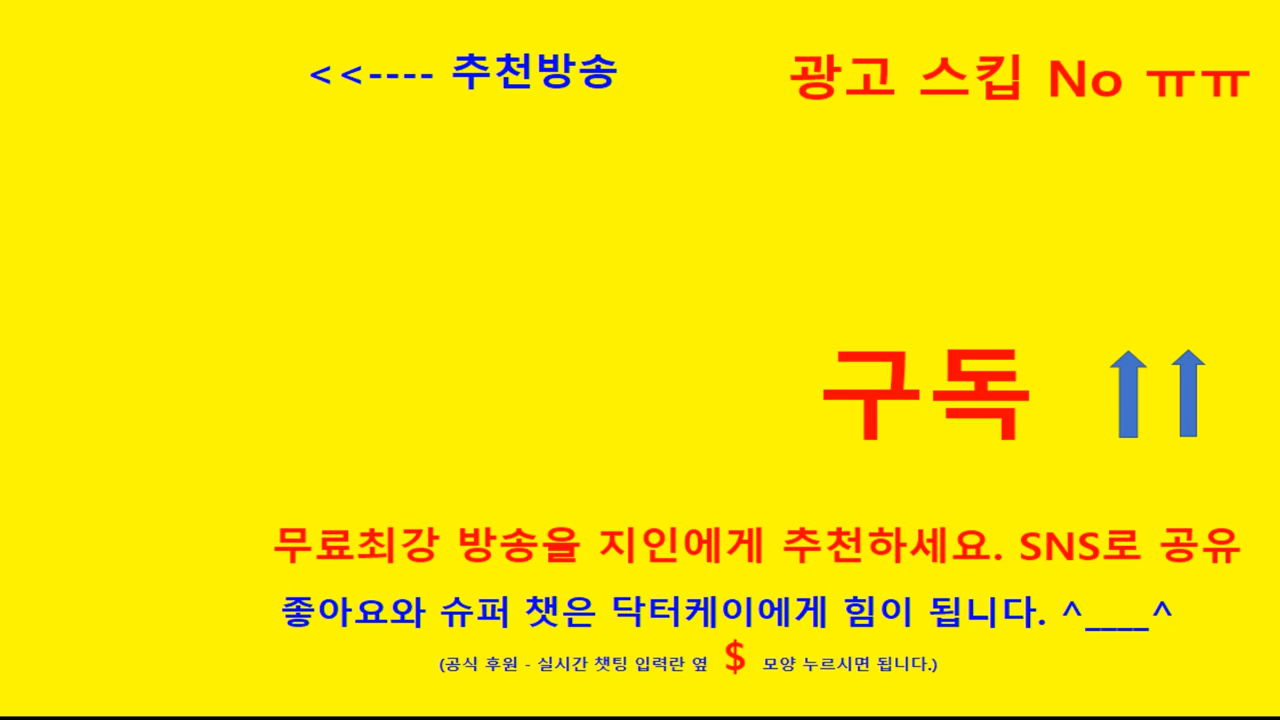 <<---- 추천방송
광고 스킵 No ㅠㅠ
구독
무료최강 방송을 지인에게 추천하세요. SNS로 공유
좋아요와 슈퍼 챗은 닥터케이에게 힘이 됩니다. ^____^
(공식 후원 - 실시간 챗팅 입력란 옆 $ 모양 누르시면 됩니다.)